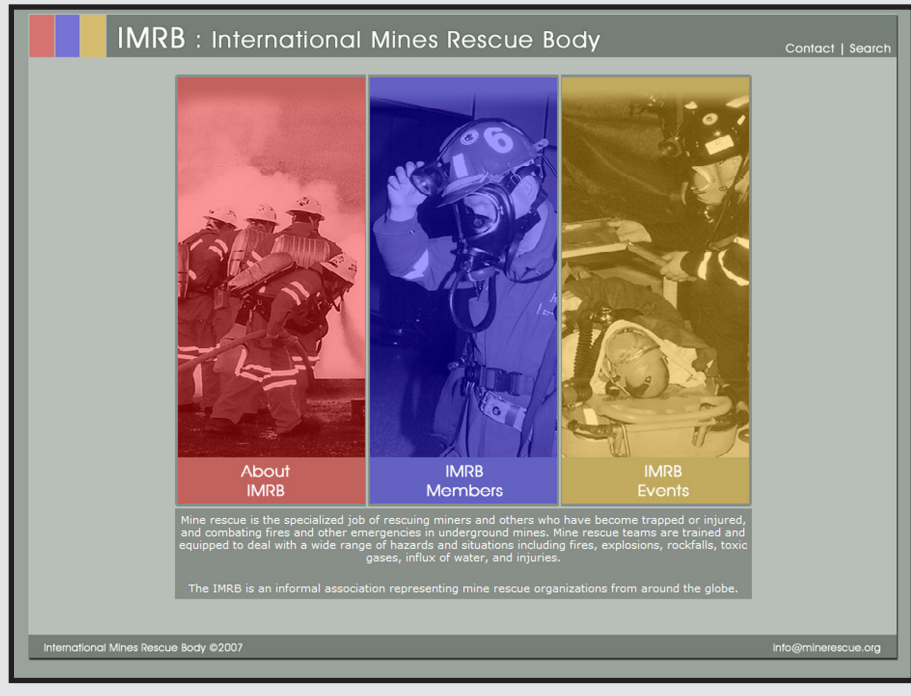 IMRB : International Mines Rescue Body
Contact | Search
16
About
IMRB
IMRB
Members
IMRB
Events
Mine rescue is the specialized job of rescuing miners and others who have become trapped or injured,
and combating fires and other emergencies in underground mines. Mine rescue teams are trained and
equipped to deal with a wide range of hazards and situations including fires, explosions, rockfalls, toxic
gases, influx of water, and injuries.
The IMRB is an informal association representing mine rescue organizations from around the globe.
International Mines Rescue Body ©2007
info@minerescue.org